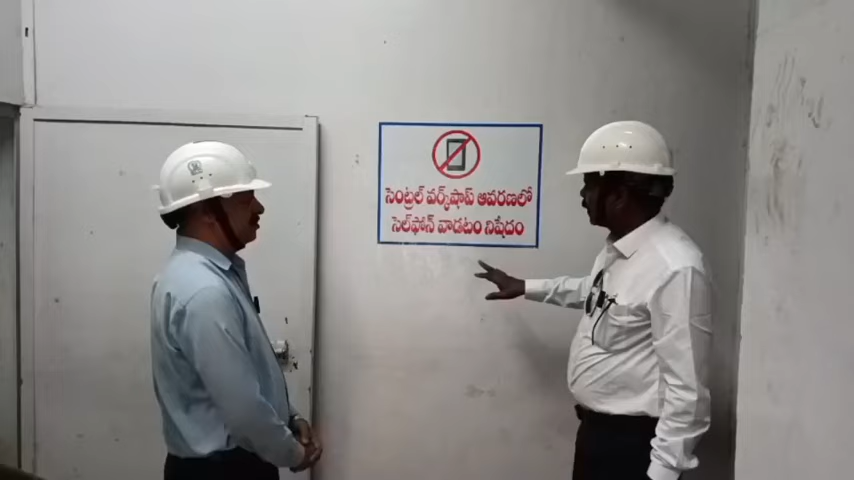 సెంట్రల్ వర్క్‌షాప్ ఆవరణలో
సెల్‌ఫోన్ వాడటం నిషేదం